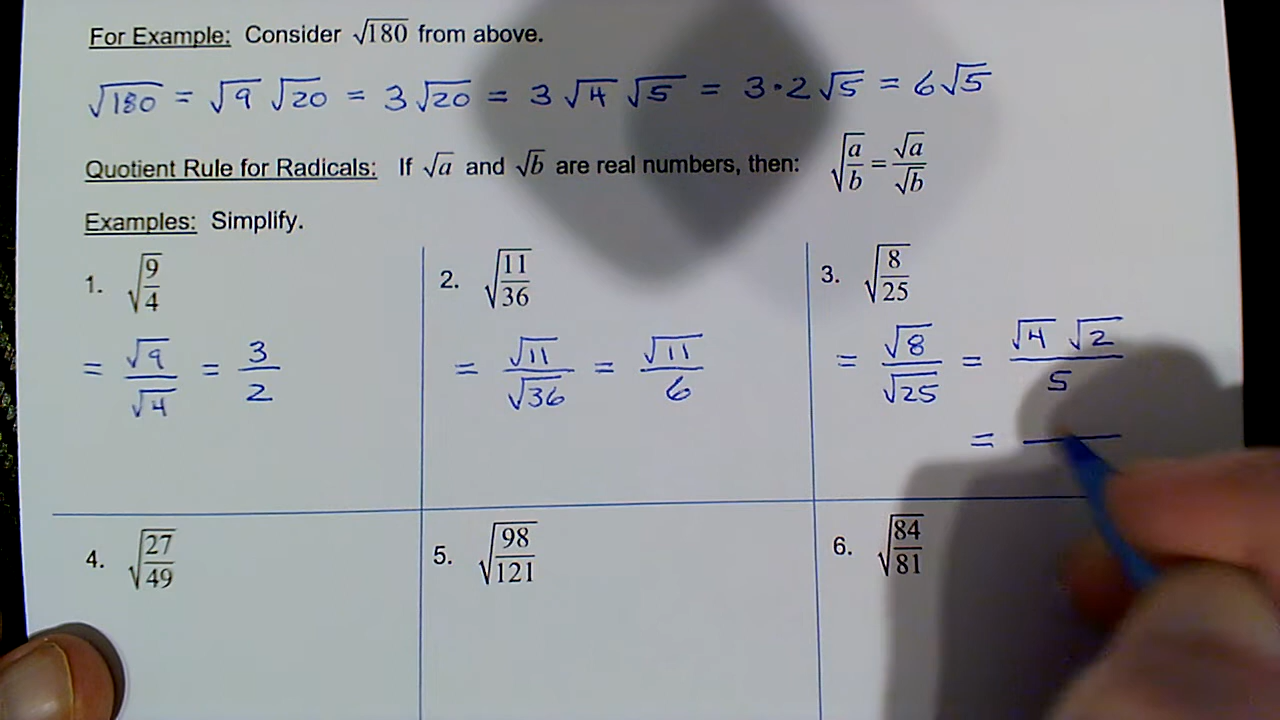 For Example: Consider √180 from above.
√180 = √9 √20 = 3√20 = 3 √4 √5 = 3·2√5 = 6√5
Quotient Rule for Radicals: If √a and √b are real numbers, then: √(a/b) = √a/√b
Examples: Simplify.
1. √(9/4)
= √9/√4 = 3/2
2. √(11/36)
= √11/√36 = √11/6
3. √(8/25)
= √8/√25 = √4 √2/5
=
4. √(27/49)
5. √(98/121)
6. √(84/81)